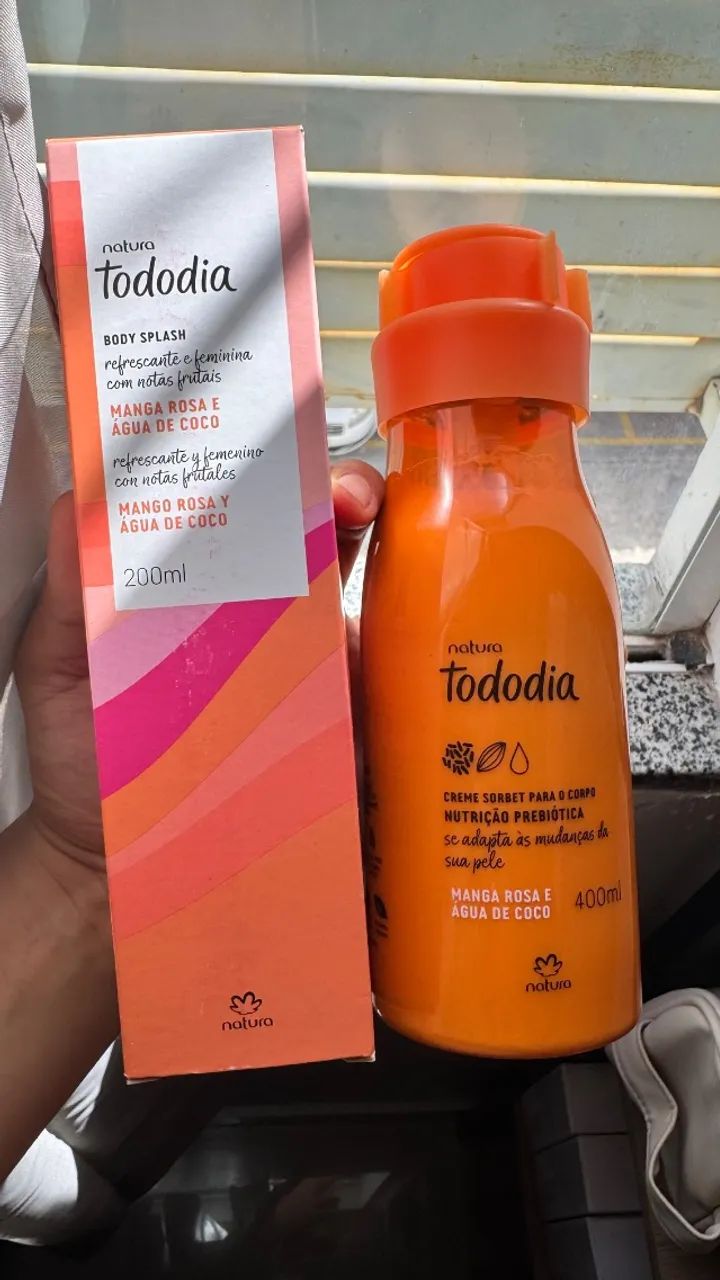 natura
Tododia
BODY SPLASH
refrescante e feminina
com notas frutais
MANGA ROSA E
ÁGUA DE COCO
refrescante y femenino
con notas frutales
MANGO ROSA Y
ÁGUA DE COCO
200ml
natura
natura
Tododia
CREME SORBET PARA O CORPO
NUTRIÇÃO PREBIÓTICA
se adapta às mudanças da
sua pele
MANGA ROSA E
ÁGUA DE COCO
400ml
natura